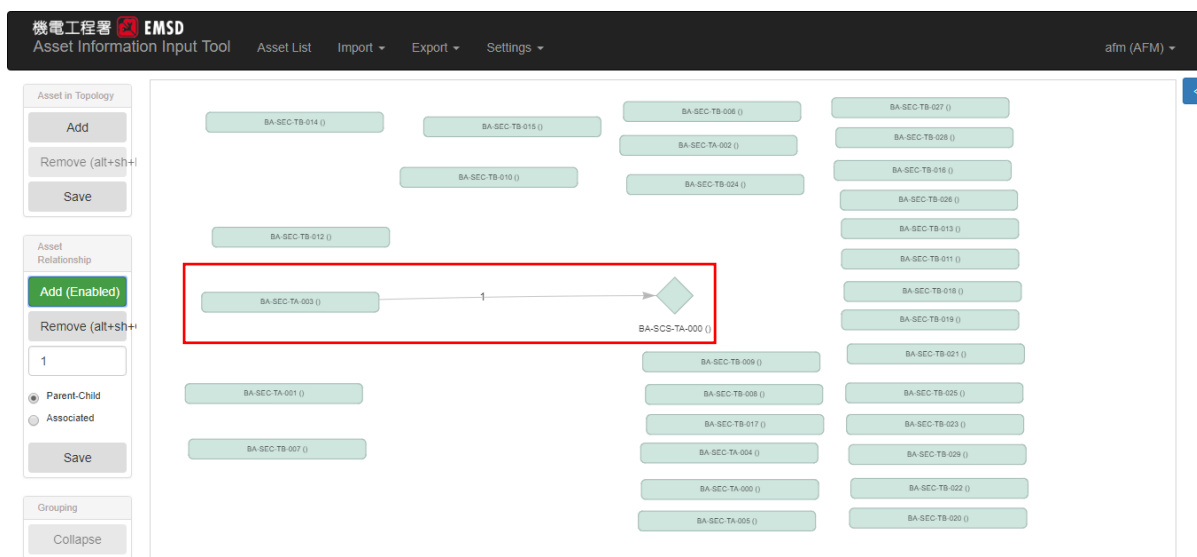 機電工程署 EMSD
Asset Information Input Tool Asset List Import Export Settings afm (AFM)
Asset in Topology
Add
Remove (alt+sh+
Save
Asset
Relationship
Add (Enabled)
Remove (alt+sh+
1
Parent-Child
Associated
Save
Grouping
Collapse
BA-SEC-TB-014 ()
BA-SEC-TB-015 ()
BA-SEC-TB-010 ()
BA-SEC-TB-012 ()
BA-SEC-TA-003 ()
1
BA-SCS-TA-000 ()
BA-SEC-TA-001 ()
BA-SEC-TB-007 ()
BA-SEC-TB-006 ()
BA-SEC-TA-002 ()
BA-SEC-TB-024 ()
BA-SEC-TB-009 ()
BA-SEC-TB-008 ()
BA-SEC-TB-017 ()
BA-SEC-TA-004 ()
BA-SEC-TA-000 ()
BA-SEC-TA-005 ()
BA-SEC-TB-027 ()
BA-SEC-TB-028 ()
BA-SEC-TB-016 ()
BA-SEC-TB-026 ()
BA-SEC-TB-013 ()
BA-SEC-TB-011 ()
BA-SEC-TB-018 ()
BA-SEC-TB-019 ()
BA-SEC-TB-021 ()
BA-SEC-TB-025 ()
BA-SEC-TB-023 ()
BA-SEC-TB-029 ()
BA-SEC-TB-022 ()
BA-SEC-TB-020 ()